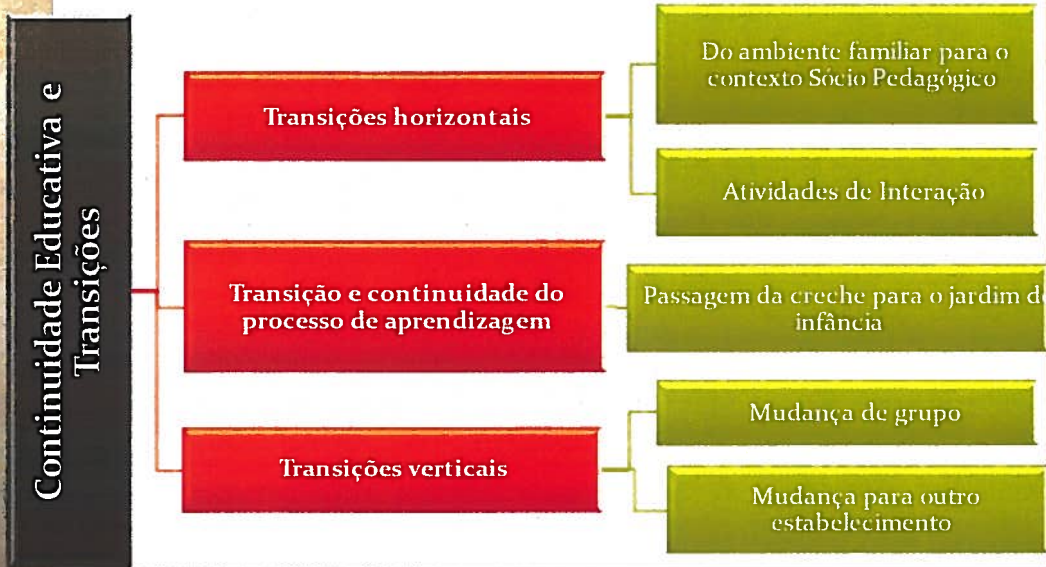 Continuidade Educativa e
Transições
Transições horizontais
Do ambiente familiar para o
contexto Sócio Pedagógico
Atividades de Interação
Transição e continuidade do
processo de aprendizagem
Passagem da creche para o jardim de
infância
Transições verticais
Mudança de grupo
Mudança para outro
estabelecimento